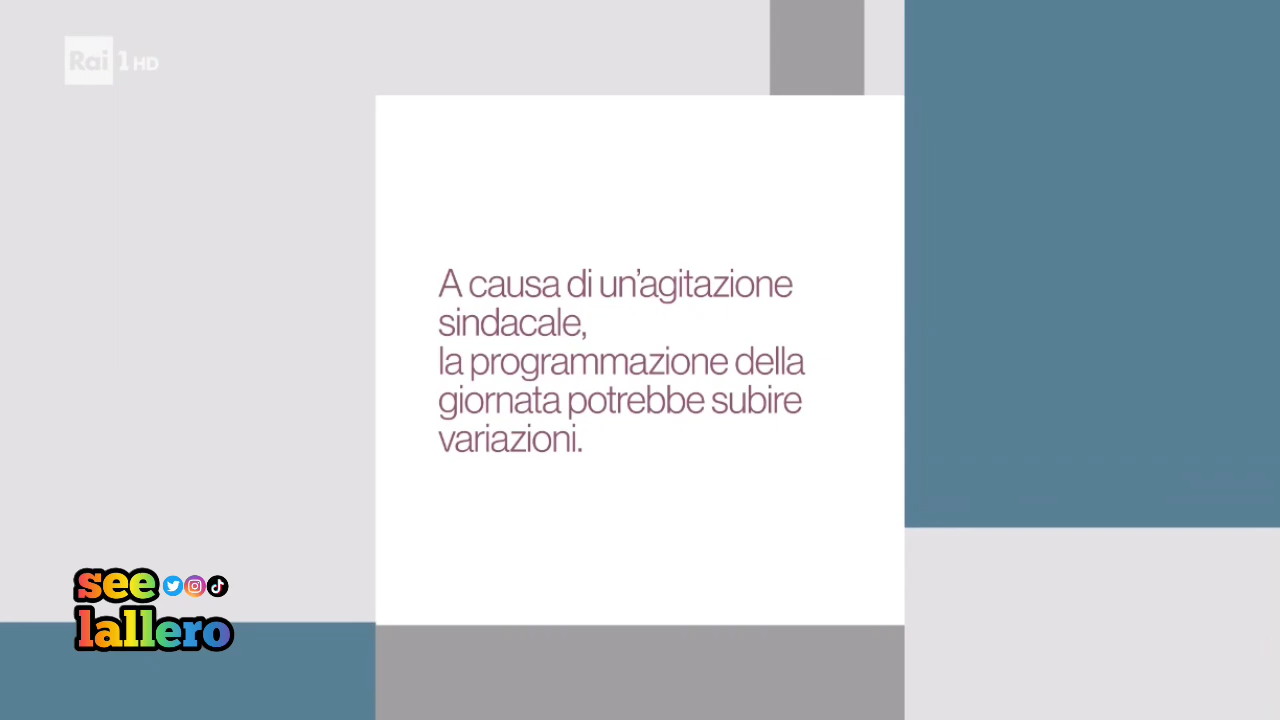 Rai 1 HD
A causa di un’agitazione
sindacale,
la programmazione della
giornata potrebbe subire
variazioni.
see
lallero